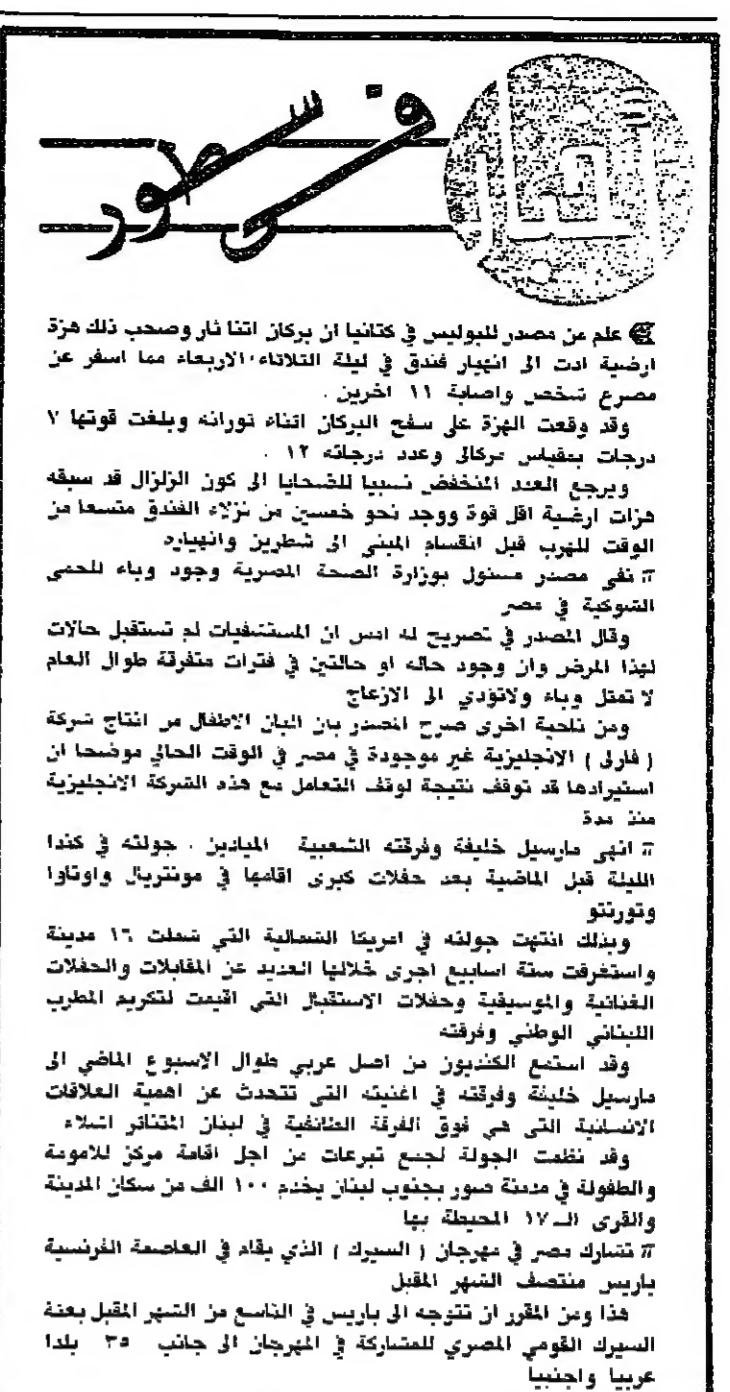 أخبار
في سطور
علم من مصدر للبوليس في كتانيا ان بركان اتنا ثار وصحب ذلك هزة
ارضية ادت الى انهيار فندق في ليلة الثلاثاء الاربعاء مما اسفر عن
مصرع شخص واصابة ١١ اخرين .
وقد وقعت الهزة على سفح البركان اثناء ثورانه وبلغت قوتها ٧
درجات بمقياس مركالي وعدد درجاته ١٢ .
ويرجع العدد المنخفض نسبيا للضحايا الى كون الزلزال قد سبقه
هزات ارضية اقل قوة ووجد نحو خمسين من نزلاء الفندق متسعا من
الوقت للهرب قبل انقسام المبنى الى شطرين وانهياره
نفى مصدر مسئول بوزارة الصحة المصرية وجود وباء للحمى
الشوكية في مصر
وقال المصدر في تصريح له امس ان المستشفيات لم تستقبل حالات
لهذا المرض وان وجود حاله او حالتين في فترات متفرقة طوال العام
لا تمثل وباء ولاتؤدي الى الازعاج
ومن ناحية اخرى صرح المصدر بان البان الاطفال من انتاج شركة
( فارلى ) الانجليزية غير موجودة في مصر في الوقت الحالي موضحا ان
استيرادها قد توقف نتيجة لوقف التعامل مع هذه الشركة الانجليزية
منذ مدة
انهى مارسيل خليفة وفرقته الشعبية الميادين . جولته في كندا
الليلة قبل الماضية بعد حفلات كبرى اقامها في مونتريال واوتاوا
وتورنتو
وبذلك انتهت جولته في امريكا الشمالية التي شملت ١٦ مدينة
واستغرقت ستة اسابيع اجرى خلالها العديد من المقابلات والحفلات
الغنائية والموسيقية وحفلات الاستقبال التي اقيمت لتكريم المطرب
اللبناني الوطني وفرقته
وقد استمع الكنديون من اصل عربي طوال الاسبوع الماضي الى
مارسيل خليفة وفرقته في اغنيته التى تتحدث عن اهمية العلاقات
الانسانية التى هي فوق الفرقة الطائفية في لبنان المتناثر اشلاء
وقد نظمت الجولة لجمع تبرعات من اجل اقامة مركز للامومة
والطفولة في مدينة صور بجنوب لبنان يخدم ١٠٠ الف من سكان المدينة
والقرى الــ ١٧ المحيطة بها
تشارك مصر في مهرجان ( السيرك ) الذي يقام في العاصمة الفرنسية
باريس منتصف الشهر المقبل
هذا ومن المقرر ان تتوجه الى باريس في التاسع من الشهر المقبل بعثة
السيرك القومي المصري للمشاركة في المهرجان الى جانب ٣٥ بلدا
عربيا واجنبيا